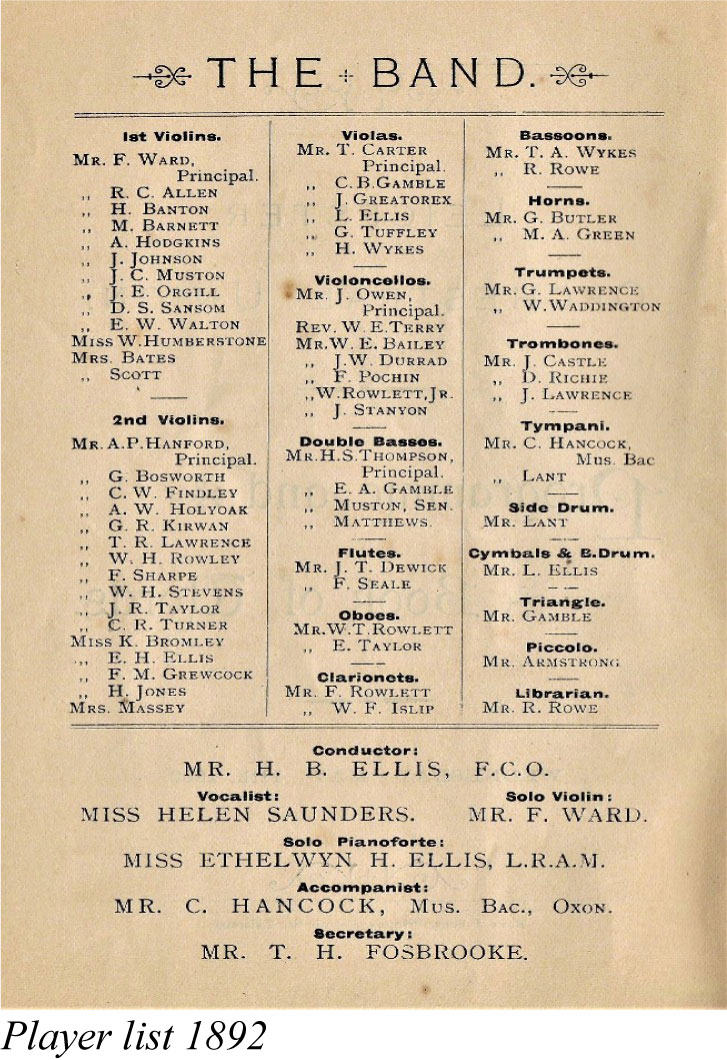 THE BAND.
1st Violins.
MR. F. WARD,
Principal.
„ R. C. ALLEN
„ H. BANTON
„ M. BARNETT
„ A. HODGKINS
„ J. JOHNSON
„ J. C. MUSTON
„ J. E. ORGILL
„ D. S. SANSOM
„ E. W. WALTON
MISS W. HUMBERSTONE
MRS. BATES
„ SCOTT
2nd Violins.
MR. A. P. HANFORD,
Principal.
„ G. BOSWORTH
„ C. W. FINDLEY
„ A. W. HOLYOAK
„ G. R. KIRWAN
„ T. R. LAWRENCE
„ W. H. ROWLEY
„ F. SHARPE
„ W. H. STEVENS
„ J. R. TAYLOR
„ C. R. TURNER
MISS K. BROMLEY
„ E. H. ELLIS
„ F. M. GREWCOCK
„ H. JONES
MRS. MASSEY
Violas.
MR. T. CARTER
Principal.
„ C. B. GAMBLE
„ J. GREATOREX
„ L. ELLIS
„ G. TUFFLEY
„ H. WYKES
Violoncellos.
MR. J. OWEN,
Principal.
REV. W. E. TERRY
MR. W. E. BAILEY
„ J. W. DURRAD
„ F. POCHIN
„ W. ROWLETT, JR.
„ J. STANYON
Double Basses.
MR. H. S. THOMPSON,
Principal.
„ E. A. GAMBLE
„ MUSTON, SEN.
„ MATTHEWS.
Flutes.
MR. J. T. DEWICK
„ F. SEALE
Oboes.
MR. W. T. ROWLETT
„ E. TAYLOR
Clarionets.
MR. F. ROWLETT
„ W. F. ISLIP
Bassoons.
MR. T. A. WYKES
„ R. ROWE
Horns.
MR. G. BUTLER
„ M. A. GREEN
Trumpets.
MR. G. LAWRENCE
„ W. WADDINGTON
Trombones.
MR. J. CASTLE
„ D. RICHIE
„ J. LAWRENCE
Tympani.
MR. C. HANCOCK,
MUS. BAC
„ LANT
Side Drum.
MR. LANT
Cymbals & B. Drum.
MR. L. ELLIS
Triangle.
MR. GAMBLE
Piccolo.
MR. ARMSTRONG
Librarian.
MR. R. ROWE
Conductor:
MR. H. B. ELLIS, F.C.O.
Vocalist:
MISS HELEN SAUNDERS.
Solo Violin:
MR. F. WARD.
Solo Pianoforte:
MISS ETHELWYN H. ELLIS, L.R.A.M.
Accompanist:
MR. C. HANCOCK, MUS. BAC., OXON.
Secretary:
MR. T. H. FOSBROOKE.
Player list 1892